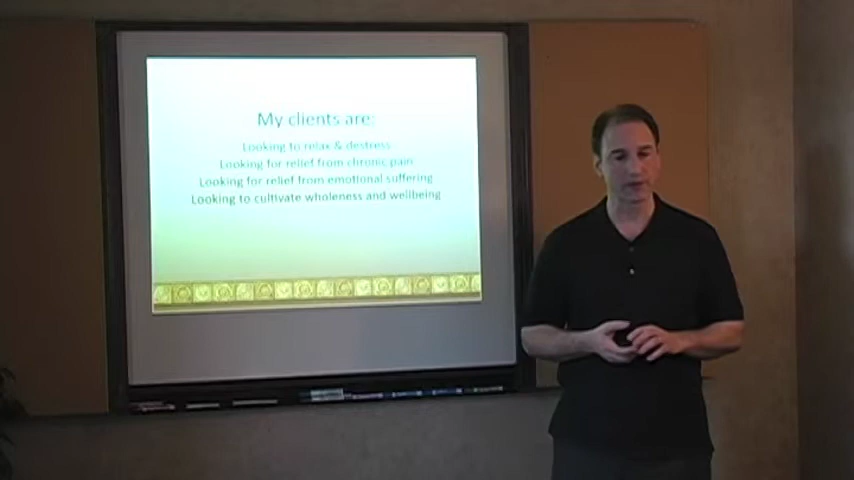 My clients are:
Looking to relax & destress
Looking for relief from chronic pain
Looking for relief from emotional suffering
Looking to cultivate wholeness and wellbeing